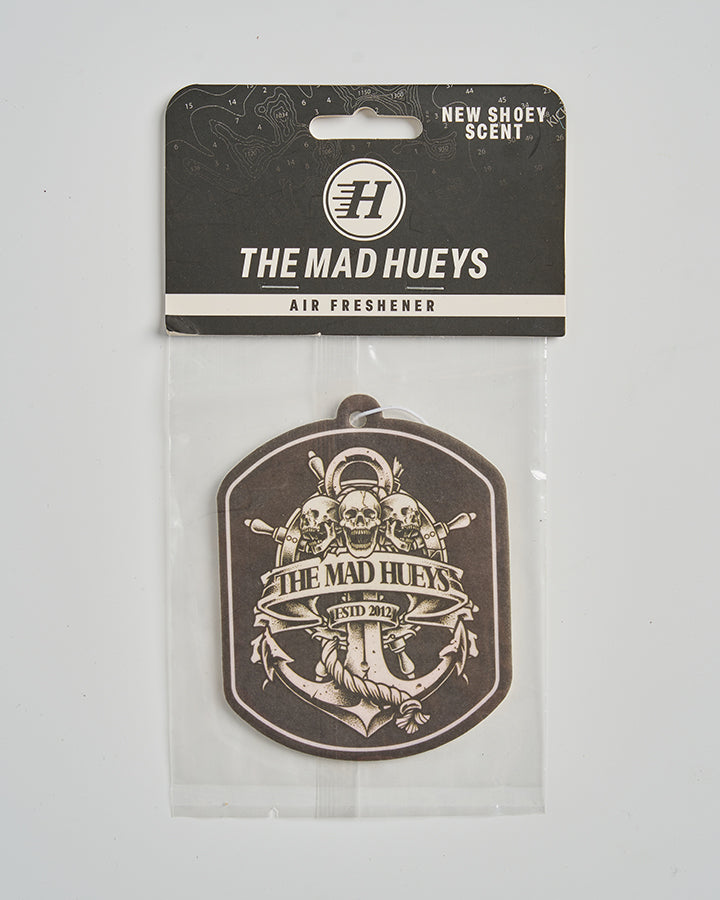 NEW SHOEY
SCENT
H
THE MAD HUEYS
AIR FRESHENER
THE MAD HUEYS
ESTD 2012